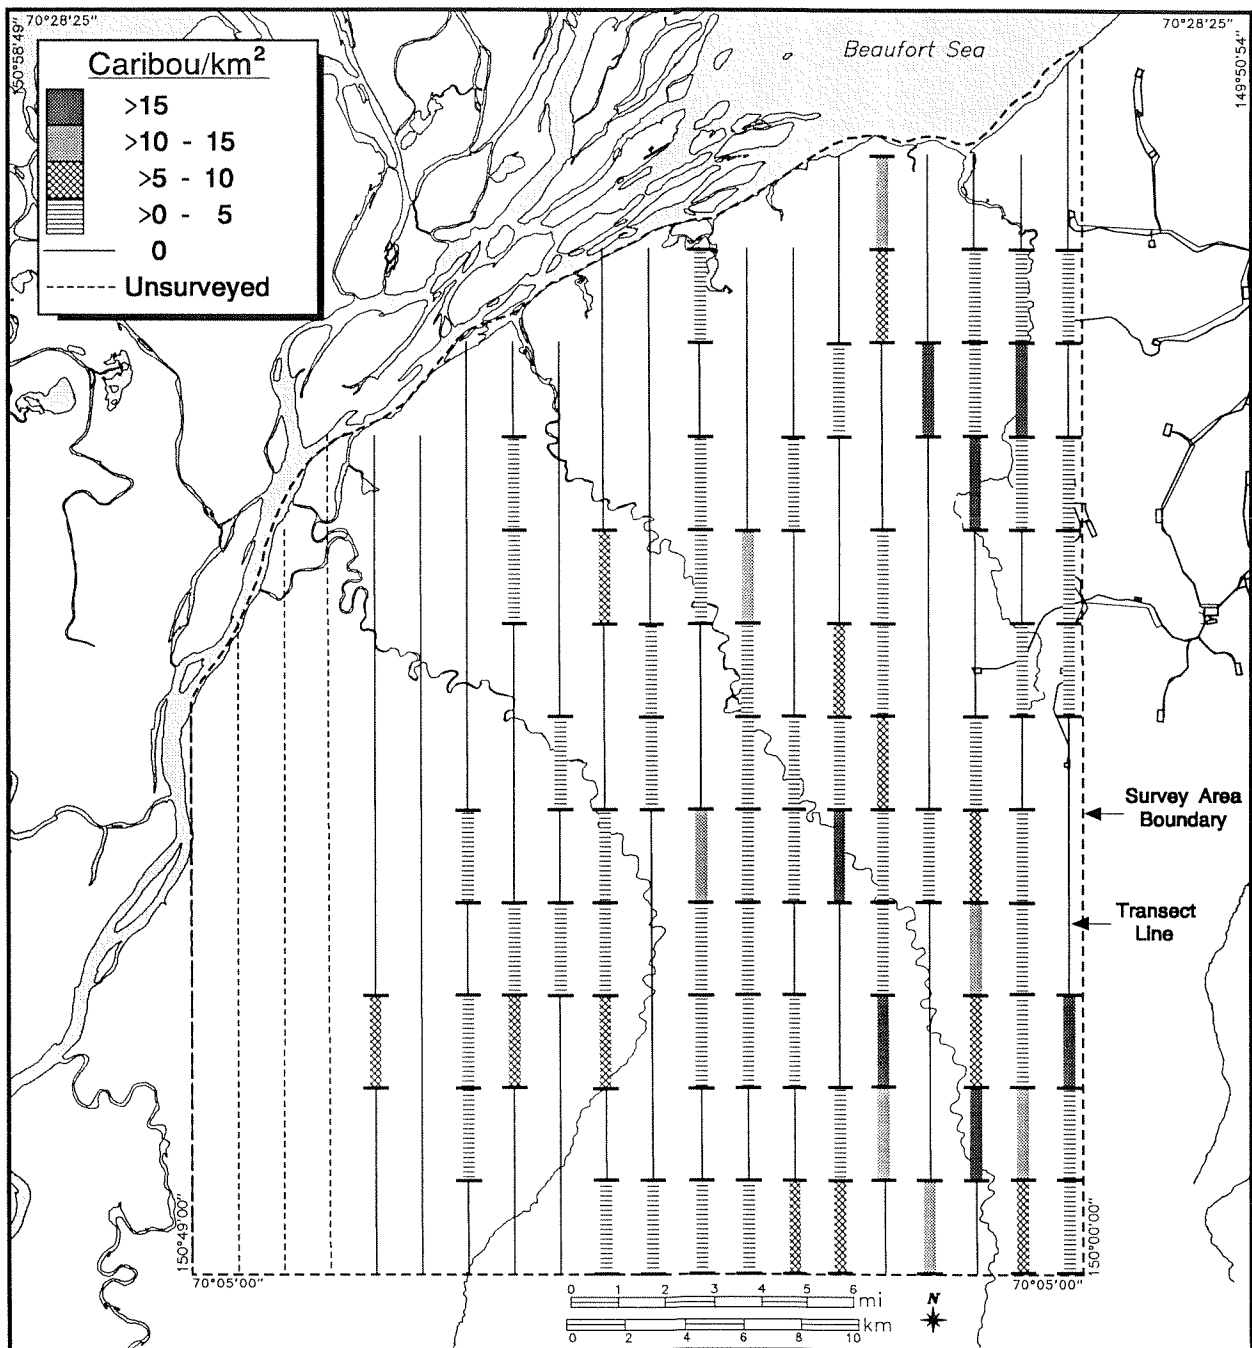 70°28'25"
70°28'25"
150°58'49"
149°50'54"
Beaufort Sea
Caribou/km²
>15
>10 - 15
>5 - 10
>0 - 5
0
Unsurveyed
Survey Area
Boundary
Transect
Line
150°49'00"
150°00'00"
70°05'00"
70°05'00"
0 1 2 3 4 5 6
mi
N
km
0 2 4 6 8 10